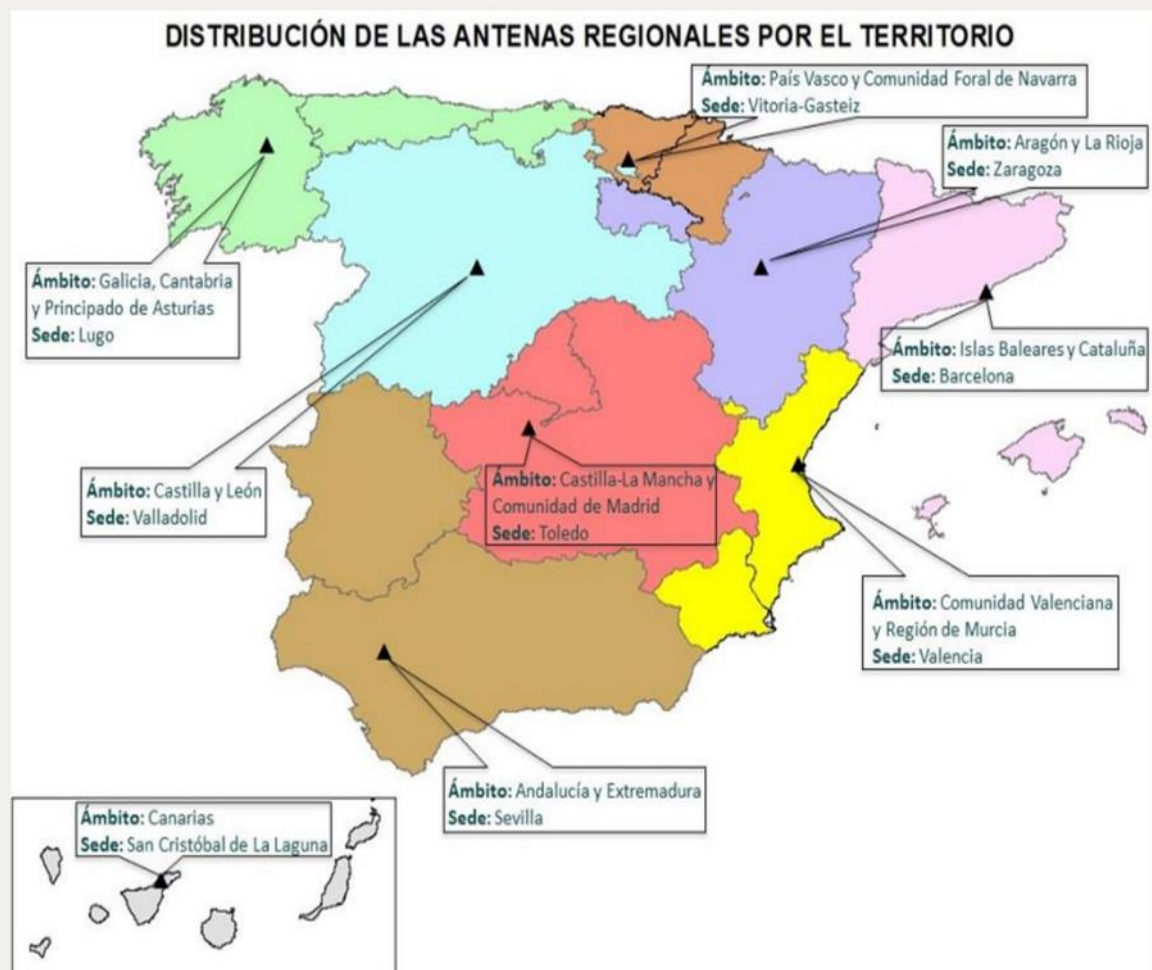 DISTRIBUCIÓN DE LAS ANTENAS REGIONALES POR EL TERRITORIO
Ámbito: País Vasco y Comunidad Foral de Navarra
Sede: Vitoria-Gasteiz
Ámbito: Aragón y La Rioja
Sede: Zaragoza
Ámbito: Galicia, Cantabria
y Principado de Asturias
Sede: Lugo
Ámbito: Islas Baleares y Cataluña
Sede: Barcelona
Ámbito: Castilla y León
Sede: Valladolid
Ámbito: Castilla-La Mancha y
Comunidad de Madrid
Sede: Toledo
Ámbito: Comunidad Valenciana
y Región de Murcia
Sede: Valencia
Ámbito: Andalucía y Extremadura
Sede: Sevilla
Ámbito: Canarias
Sede: San Cristóbal de La Laguna